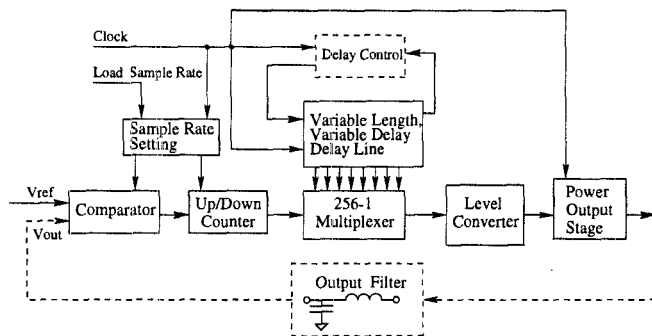 Clock
Delay Control
Load Sample Rate
Variable Length,
Variable Delay
Delay Line
Sample Rate
Setting
Vref
Vout
Comparator
Up/Down
Counter
256-1
Multiplexer
Level
Converter
Power
Output
Stage
Output Filter